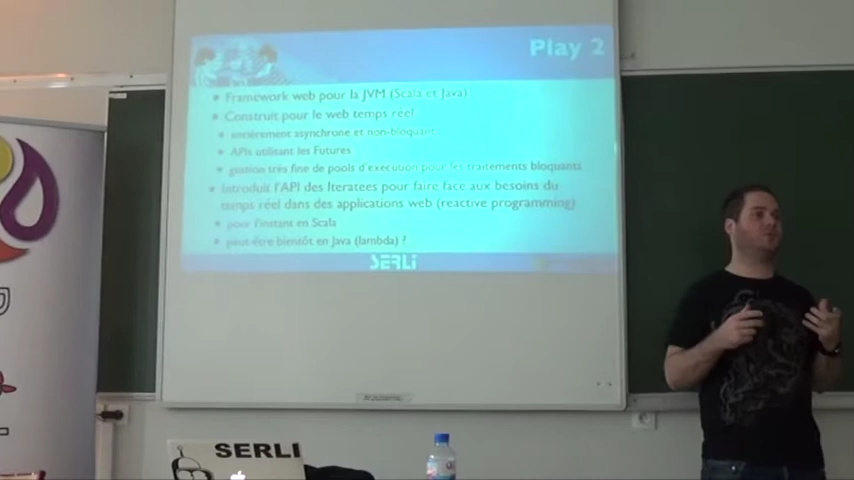 Play 2
Framework web pour la JVM (Scala et Java)
Construit pour le web temps réel
entièrement asynchrone et non-bloquant
APIs utilisant les Futures
gestion très fine de pools d'execution pour les traitements bloquants
Introduit l'API des Iteratees pour faire face aux besoins du
temps réel dans des applications web (reactive programming)
pour l'instant en Scala
peut-être bientôt en Java (lambda) ?
SERLI
SERLI